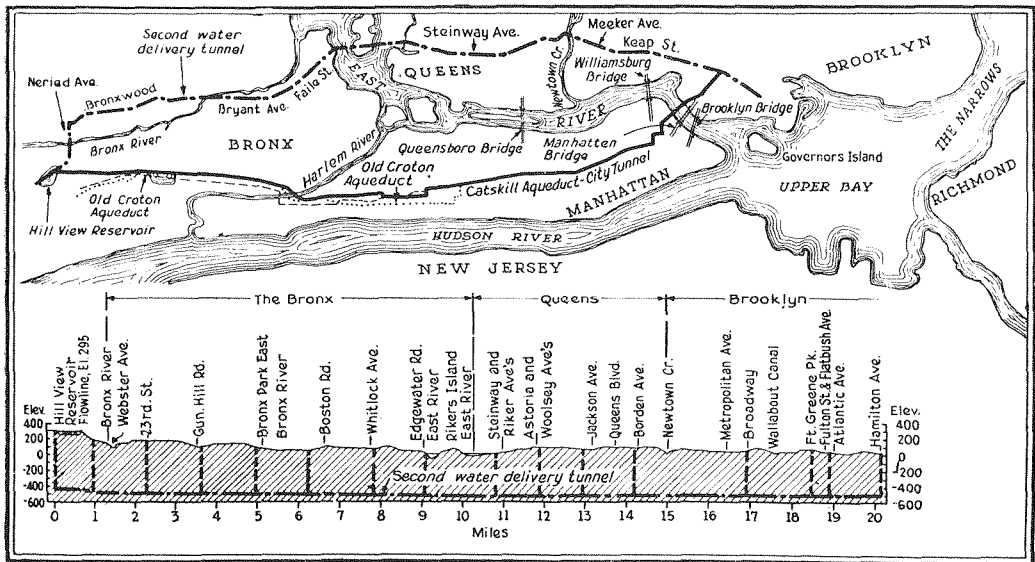 Second water
delivery tunnel
Neriad Ave.
Bronxwood
Bryant Ave.
Faile St.
EAST
Steinway Ave.
QUEENS
Newtown Cr.
Meeker Ave.
Keap St.
Williamsburg
Bridge
BROOKLYN
Bronx River
BRONX
Harlem River
RIVER
Queensboro Bridge
Manhatten
Bridge
Brooklyn Bridge
THE NARROWS
Old Croton
Aqueduct
Old Croton
Aqueduct
Catskill Aqueduct-City Tunnel
MANHATTAN
Governors Island
UPPER BAY
RICHMOND
Hill View Reservoir
HUDSON RIVER
NEW JERSEY
The Bronx
Queens
Brooklyn
Hill View
Reservoir
Flowline, El. 295
Bronx River
Webster Ave.
23rd. St.
Gun Hill Rd.
Bronx Park East
Bronx River
Boston Rd.
Whitlock Ave.
Edgewater Rd.
East River
Rikers Island
East River
Steinway and
Riker Ave's
Astoria and
Woolsey Ave's
Jackson Ave.
Queens Blvd.
Borden Ave.
Newtown Cr.
Metropolitan Ave.
Broadway
Wallabout Canal
Ft. Greene Pk.
Fulton St. & Flatbush Ave.
Atlantic Ave.
Hamilton Ave.
Elev.
400
200
0
-200
-400
-600
Second water delivery tunnel
Elev.
400
200
0
-200
-400
-600
0 1 2 3 4 5 6 7 8 9 10 11 12 13 14 15 16 17 18 19 20
Miles